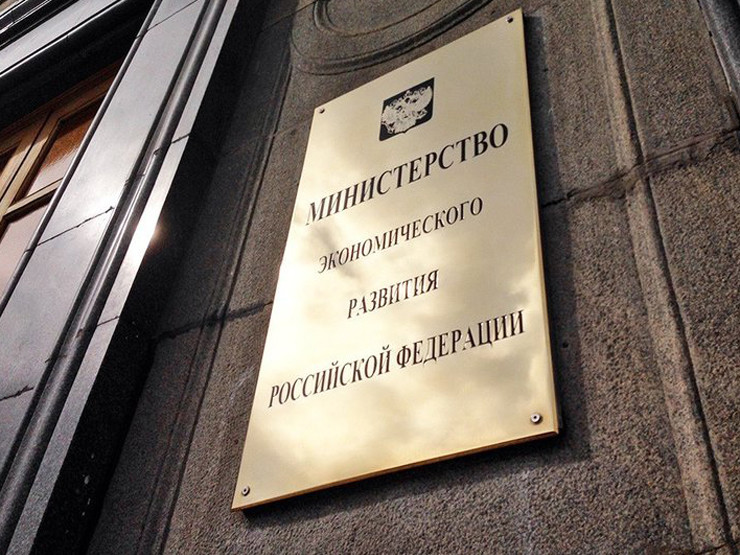 МИНИСТЕРСТВО
ЭКОНОМИЧЕСКОГО
РАЗВИТИЯ
РОССИЙСКОЙ ФЕДЕРАЦИИ